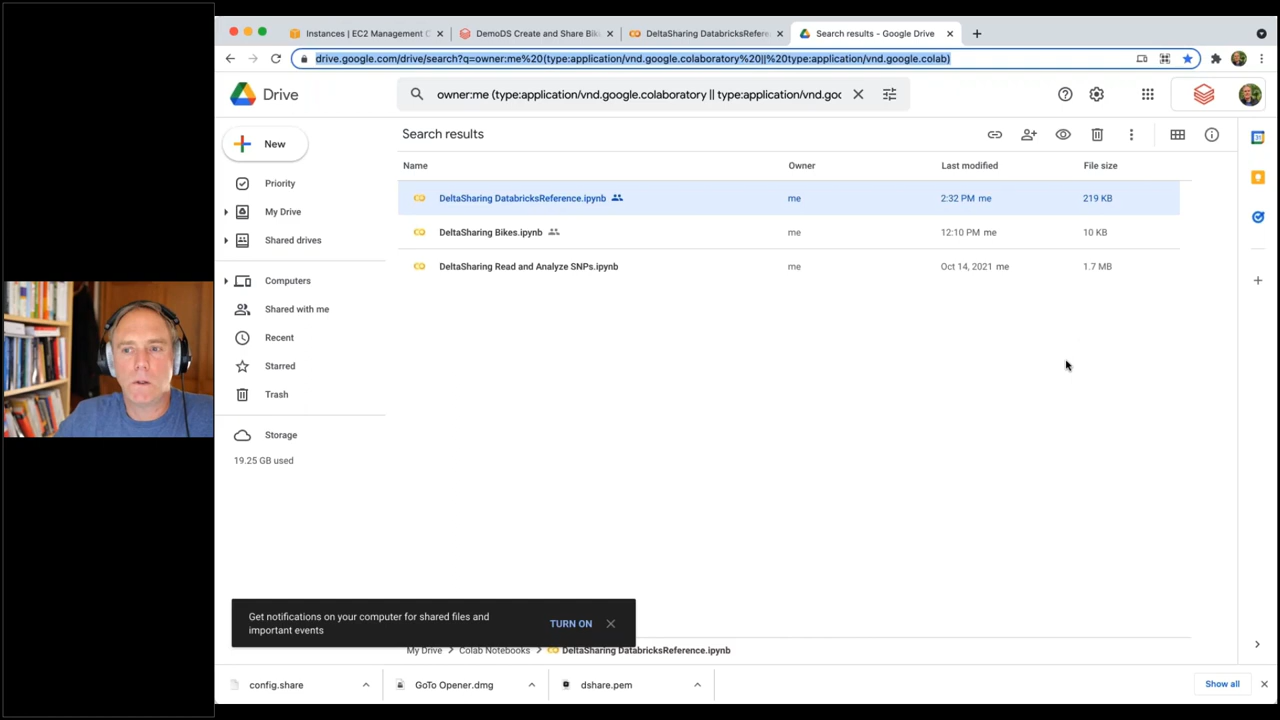 Instances | EC2 Management C
DemoDS Create and Share Bik
DeltaSharing DatabricksRefere
Search results - Google Drive
drive.google.com/drive/search?q=owner:me%20(type:application/vnd.google.colaboratory%20||%20type:application/vnd.google.colab)
Drive
owner:me (type:application/vnd.google.colaboratory || type:application/vnd.goo
New
Search results
Name Owner Last modified File size
Priority
DeltaSharing DatabricksReference.ipynb me 2:32 PM me 219 KB
My Drive
DeltaSharing Bikes.ipynb me 12:10 PM me 10 KB
Shared drives
DeltaSharing Read and Analyze SNPs.ipynb me Oct 14, 2021 me 1.7 MB
Computers
Shared with me
Recent
Starred
Trash
Storage
19.25 GB used
Get notifications on your computer for shared files and
important events
TURN ON
My Drive > Colab Notebooks > DeltaSharing DatabricksReference.ipynb
config.share
GoTo Opener.dmg
dshare.pem
Show all